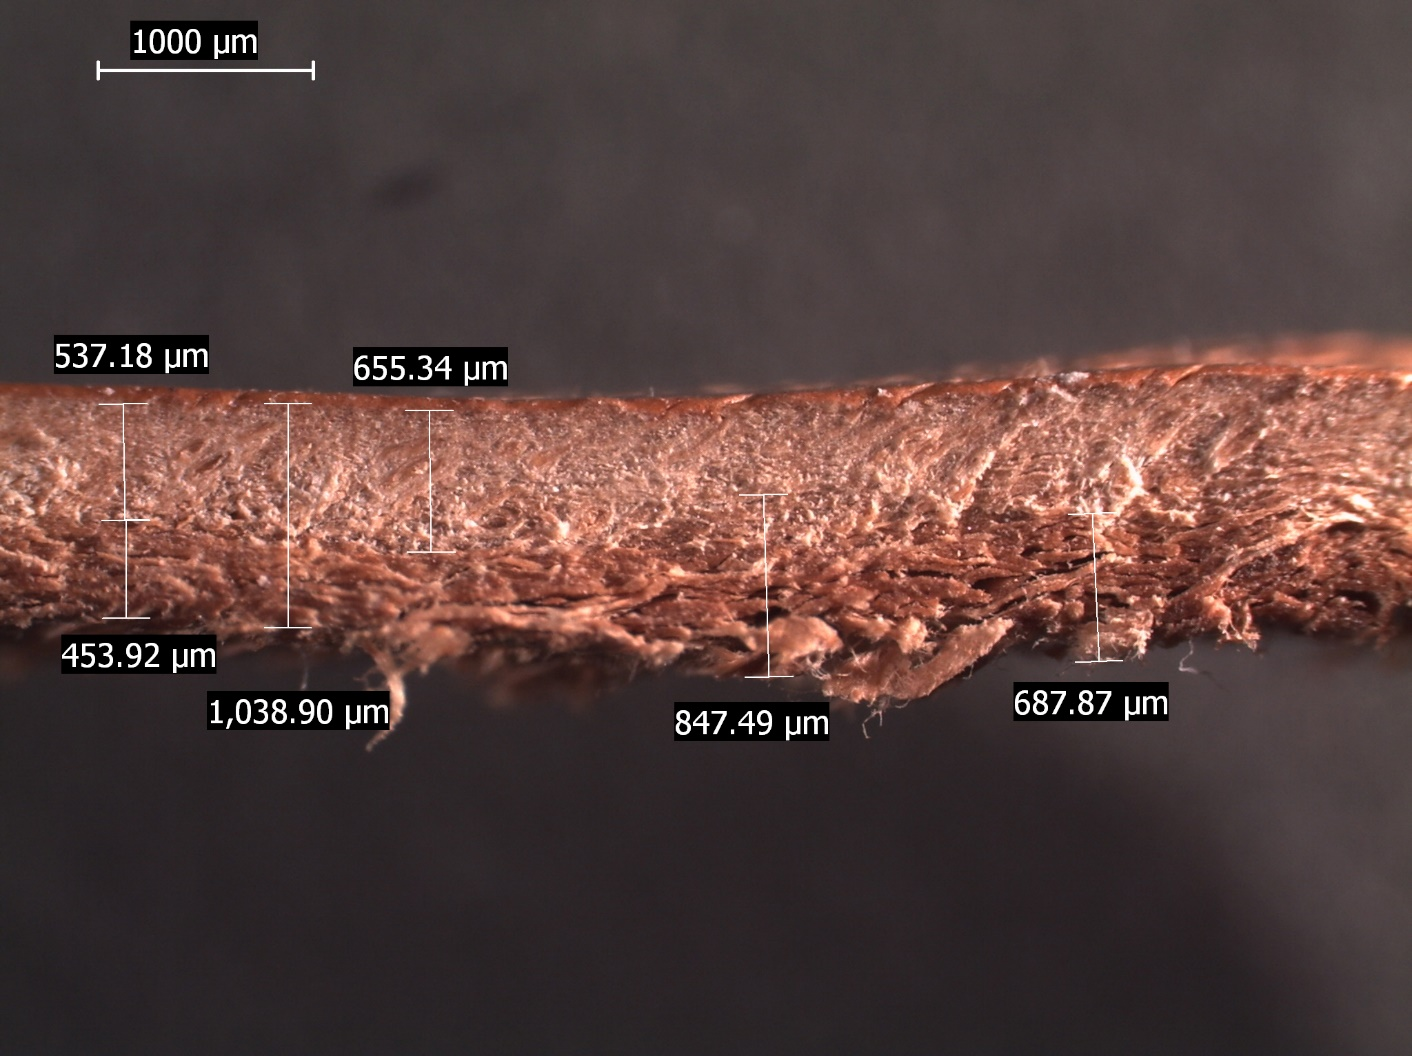 1000 µm
537.18 µm
655.34 µm
453.92 µm
1,038.90 µm
847.49 µm
687.87 µm